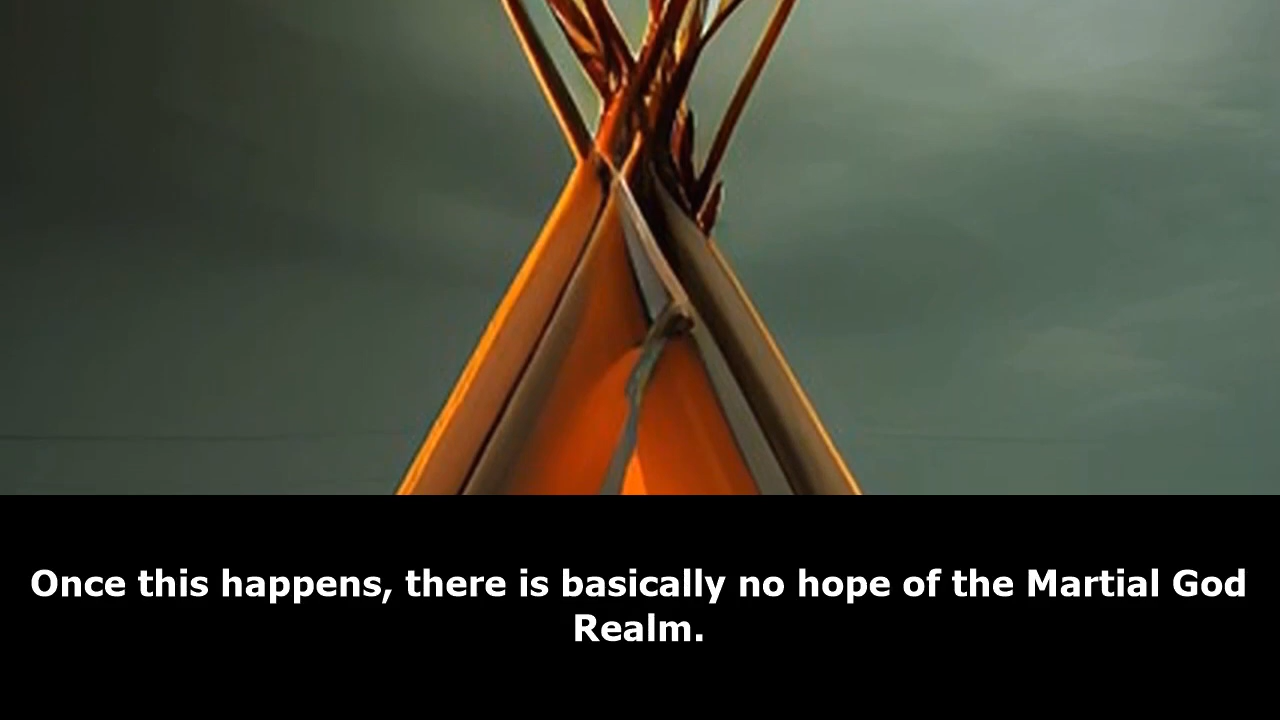 Once this happens, there is basically no hope of the Martial God
Realm.